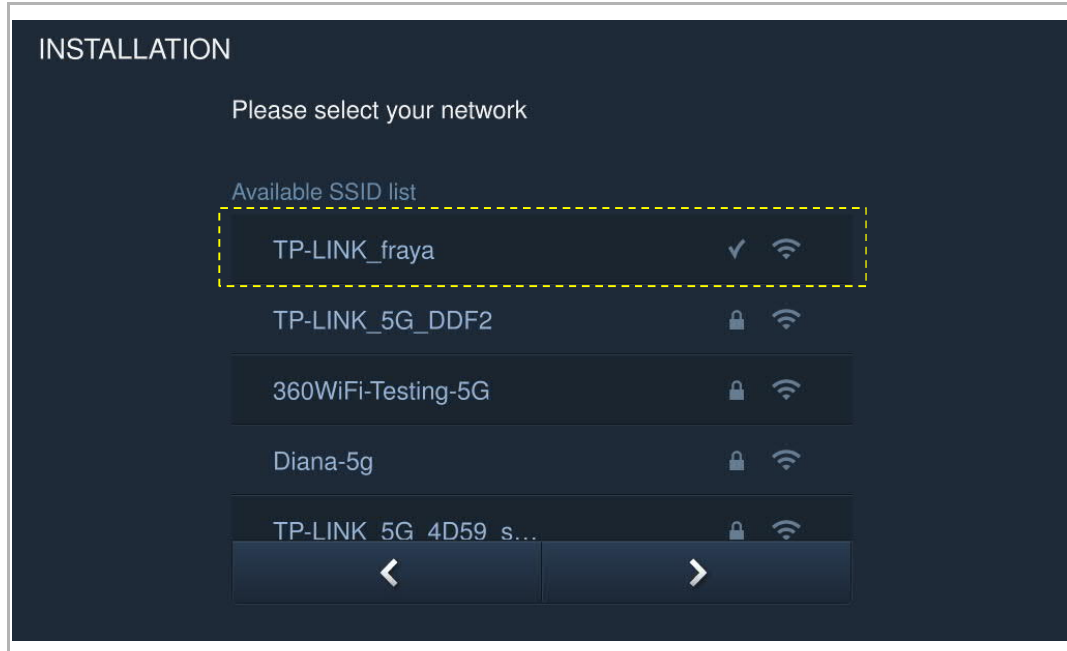 INSTALLATION
Please select your network
Available SSID list
TP-LINK_fraya
TP-LINK_5G_DDF2
360WiFi-Testing-5G
Diana-5g
TP-LINK_5G_4D59_s...